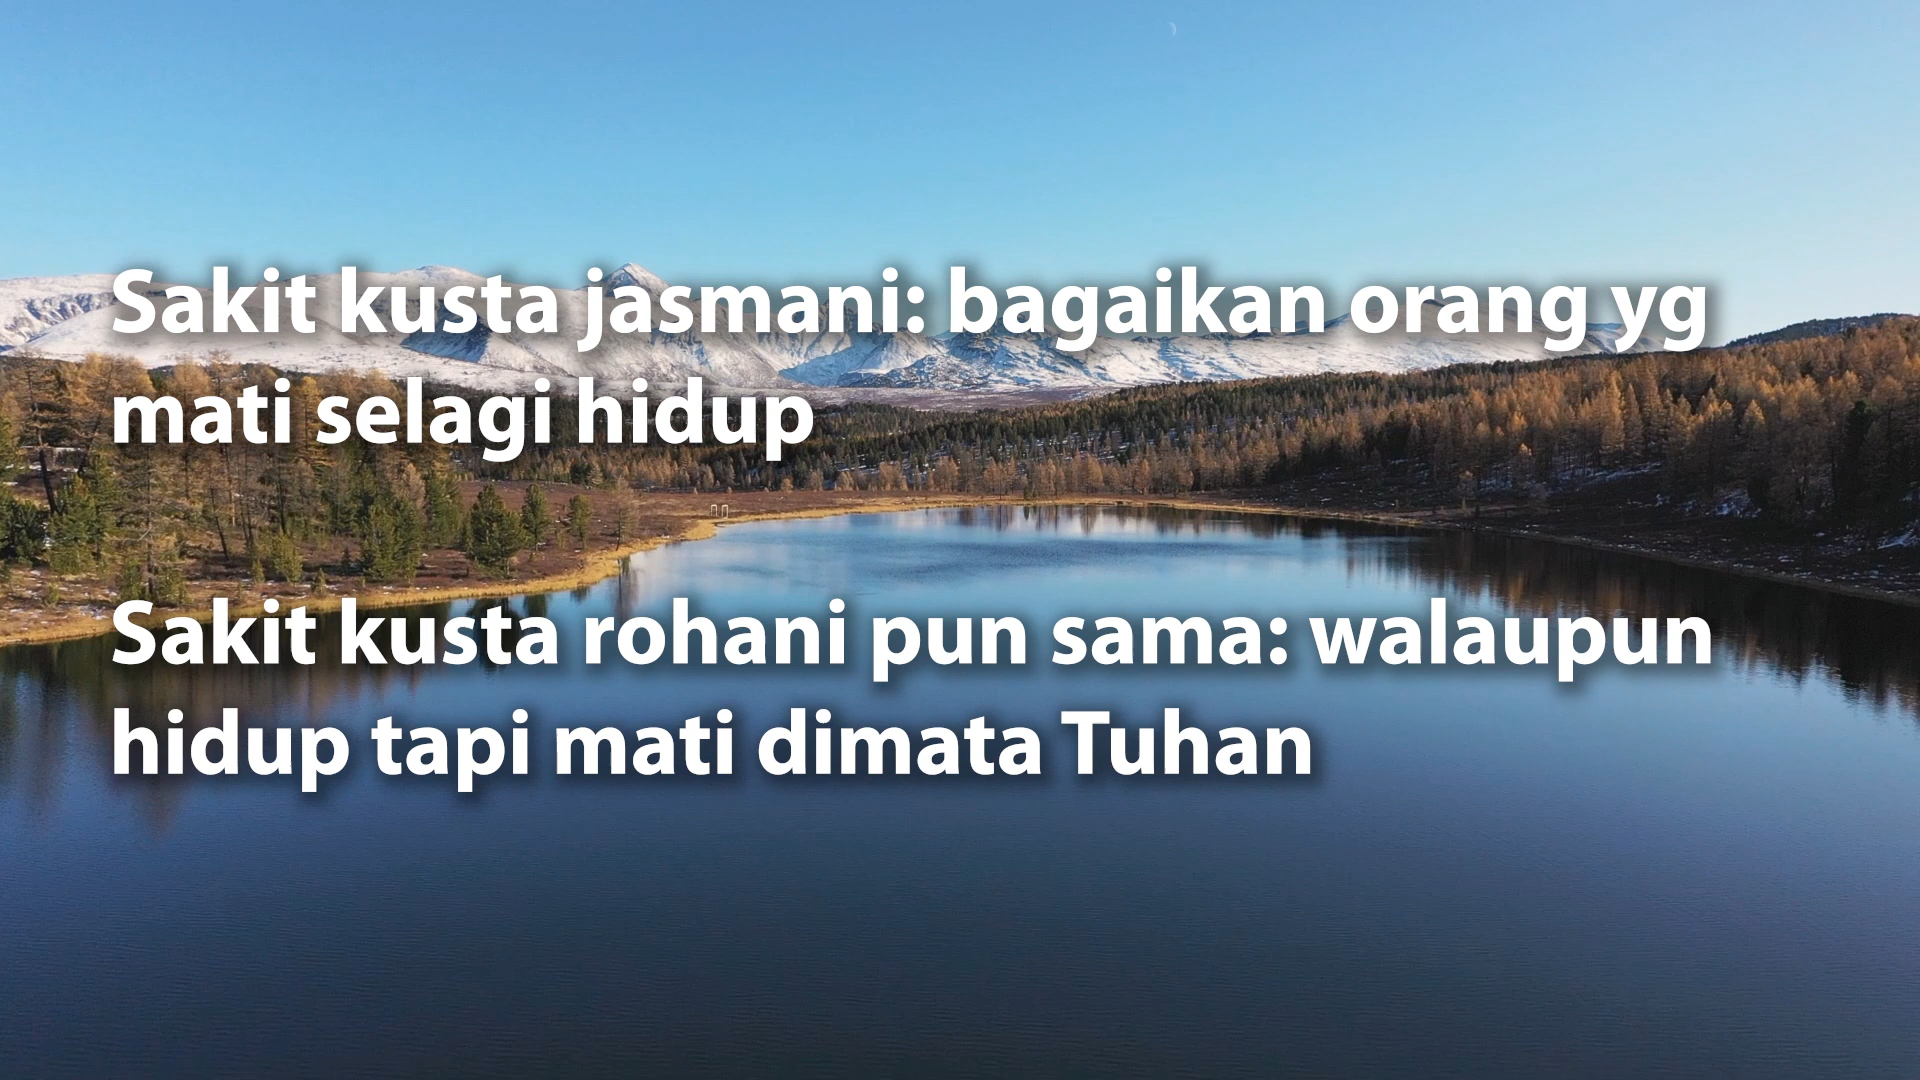 Sakit kusta jasmani: bagaikan orang yg
mati selagi hidup
Sakit kusta rohani pun sama: walaupun
hidup tapi mati dimata Tuhan